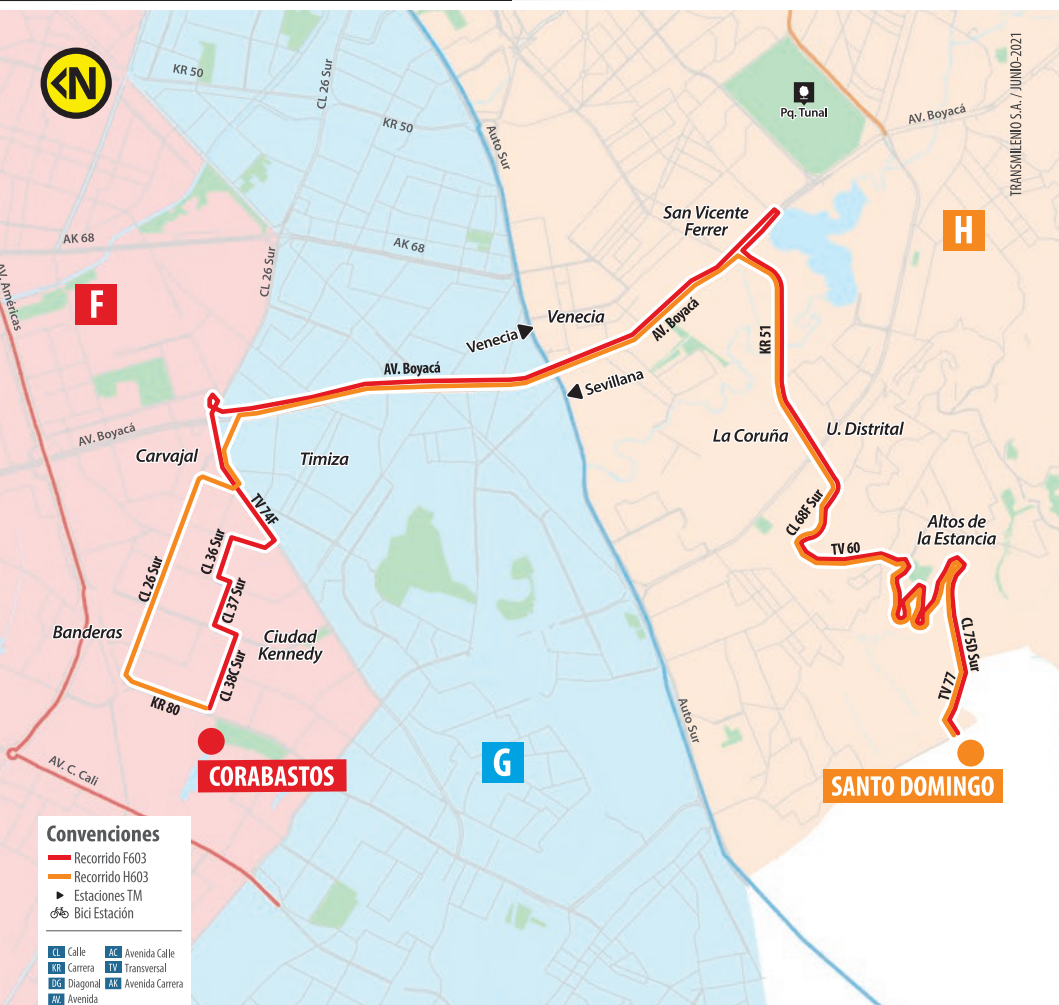 <N
KR 50
CL 26 Sur
KR 50
Auto Sur
Pq. Tunal
AV. Boyacá
TRANSMILENIO S.A. / JUNIO-2021
San Vicente
Ferrer
H
AK 68
AK 68
CL 26 Sur
AV. Américas
F
Venecia
Venecia
AV. Boyacá
KR 51
AV. Boyacá
Sevillana
AV. Boyacá
Carvajal
Timiza
La Coruña
U. Distrital
TV 74F
CL 68F Sur
Altos de
la Estancia
TV 60
CL 36 Sur
CL 26 Sur
CL 37 Sur
Banderas
Ciudad
Kennedy
CL 38C Sur
CL 75D Sur
TV 77
KR 80
Auto Sur
AV. C. Cali
G
CORABASTOS
SANTO DOMINGO
Convenciones
Recorrido F603
Recorrido H603
Estaciones TM
Bici Estación
CL Calle AC Avenida Calle
KR Carrera TV Transversal
DG Diagonal AK Avenida Carrera
AV. Avenida